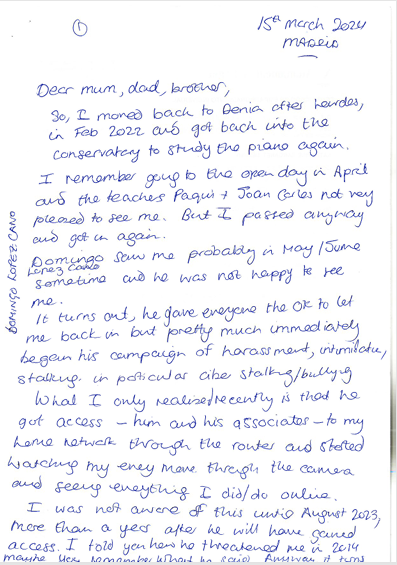 ①
15th March 2024
MADRID
Dear mum, dad, brother,
So, I moved back to Denia after Lourdes,
in Feb 2022 and got back into the
conservatory to study the piano again.
I remember going to the open day in April
and the teachers Paqui + Joan Carles not very
pleased to see me. But I passed anyway
and got in again.
Domingo saw me probably in May/June
Lopez Cano
sometime and he was not happy to see
me.
It turns out, he gave everyone the OK to let
me back in but pretty much immediately
began his campaign of harassment, intimidation,
stalking. in particular ciber stalking/bullying
What I only realised recently is that he
got access – him and his associates – to my
home network through the router and started
watching my every move through the camera
and seeing everything I did/do online.
I was not aware of this until August 2023,
more than a year after he will have gained
access. I told you how he threatened me in 2014
maybe you remember what he said. Anyway it turns
DOMINGO LOPEZ CANO